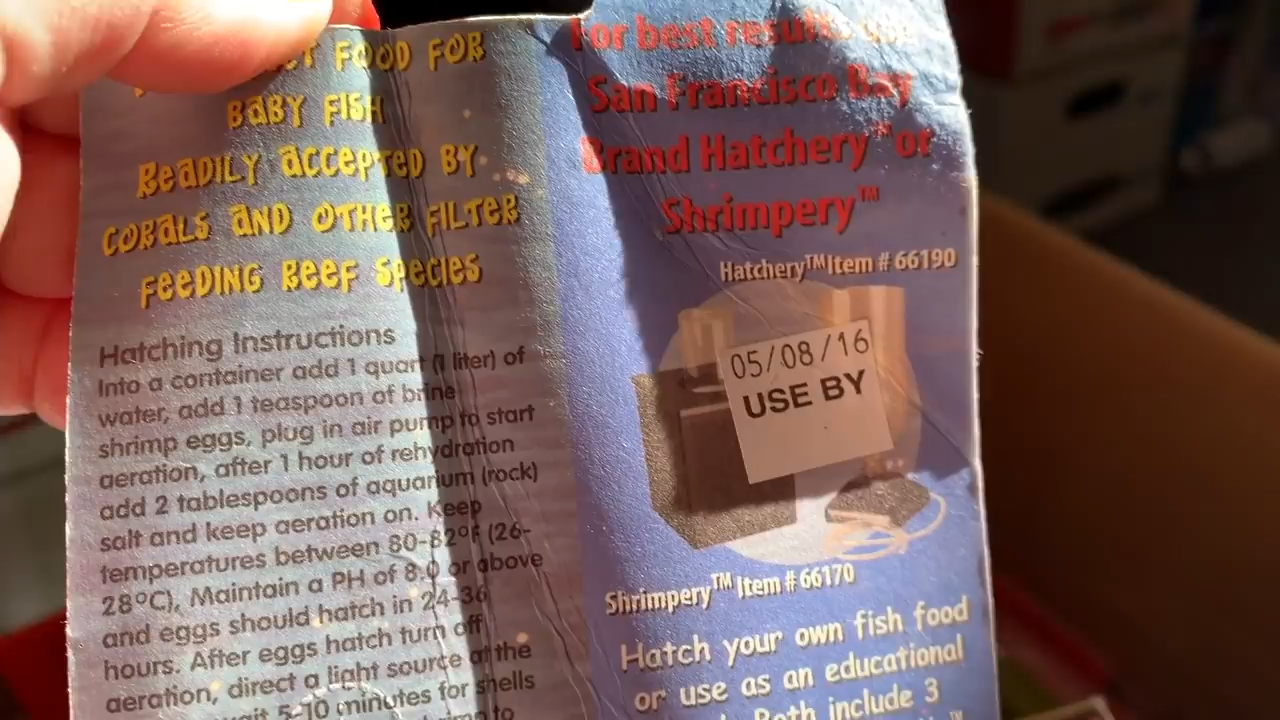 FOOD FOR
BABY FISH
READILY ACCEPTED BY
CORALS AND OTHER FILTER
FEEDING REEF SPECIES
Hatching Instructions
Into a container add 1 quart (1 liter) of
water, add 1 teaspoon of brine
shrimp eggs, plug in air pump to start
aeration, after 1 hour of rehydration
add 2 tablespoons of aquarium (rock)
salt and keep aeration on. Keep
temperatures between 80-82°F (26-
28°C), Maintain a PH of 8.0 or above
and eggs should hatch in 24-36
hours. After eggs hatch turn off
aeration, direct a light source at the
5-10 minutes for shells
to
For best results use
San Francisco Bay
Brand Hatchery™ or
Shrimpery™
Hatchery™ Item # 66190
05/08/16
USE BY
Shrimpery™ Item # 66170
Hatch your own fish food
or use as an educational
Both include 3